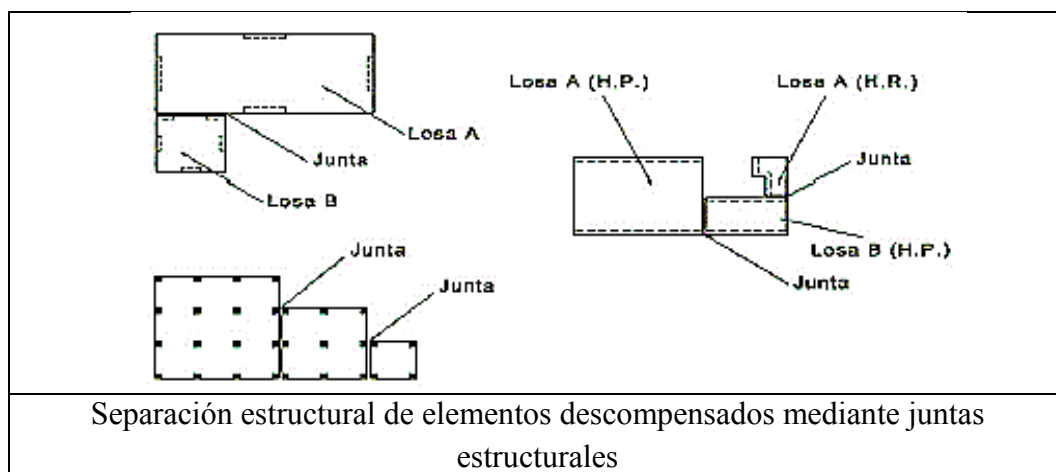 Losa A
Junta
Losa B
Losa A (H.P.)
Losa A (H.R.)
Junta
Losa B (H.P.)
Junta
Junta
Junta
Separación estructural de elementos descompensados mediante juntas
estructurales